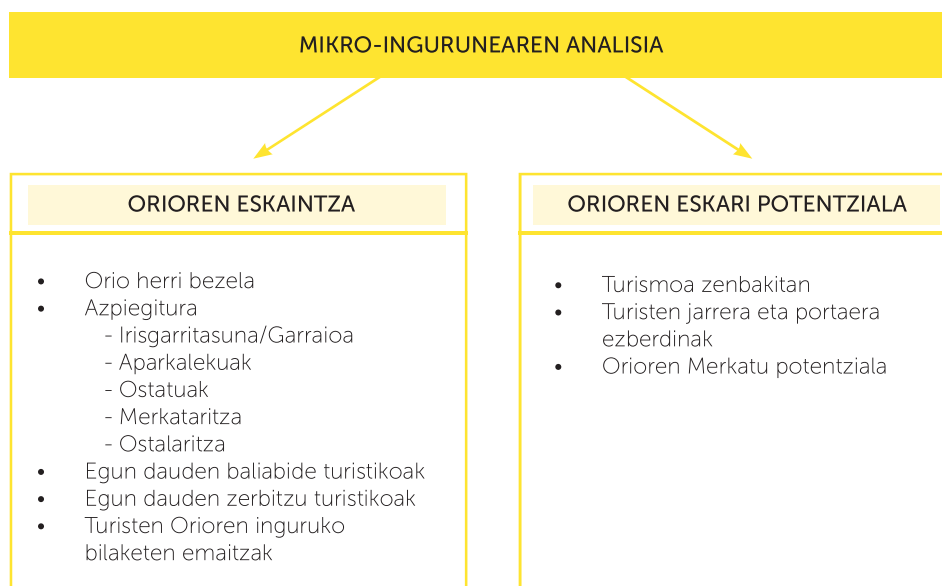 MIKRO-INGURUNEAREN ANALISIA
ORIOREN ESKAINTZA
• Orio herri bezela
• Azpiegitura
- Irisgarritasuna/Garraioa
- Aparkalekuak
- Ostatuak
- Merkataritza
- Ostalaritza
• Egun dauden baliabide turistikoak
• Egun dauden zerbitzu turistikoak
• Turisten Orioren inguruko
bilaketen emaitzak
ORIOREN ESKARI POTENTZIALA
• Turismoa zenbakitan
• Turisten jarrera eta portaera
ezberdinak
• Orioren Merkatu potentziala